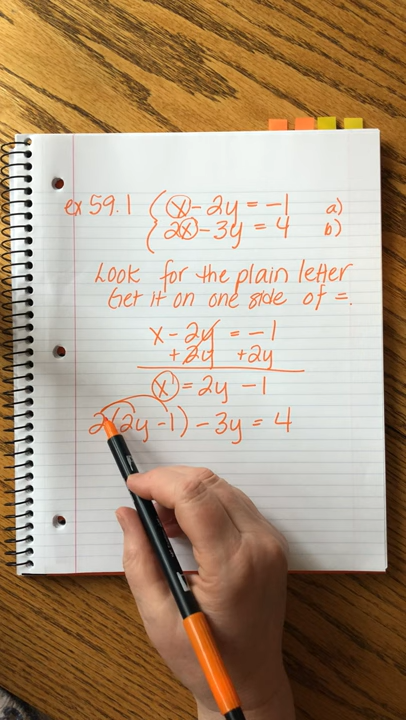 ex 59.1 { x - 2y = -1 a)
2x - 3y = 4 b)
Look for the plain letter
Get it on one side of =.
x - 2y = -1
+ 2y +2y
x = 2y - 1
2(2y - 1) - 3y = 4